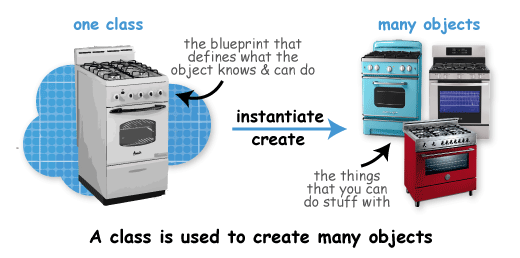 one class
many objects
the blueprint that
defines what the
object knows & can do
instantiate
create
the things
that you can
do stuff with
A class is used to create many objects